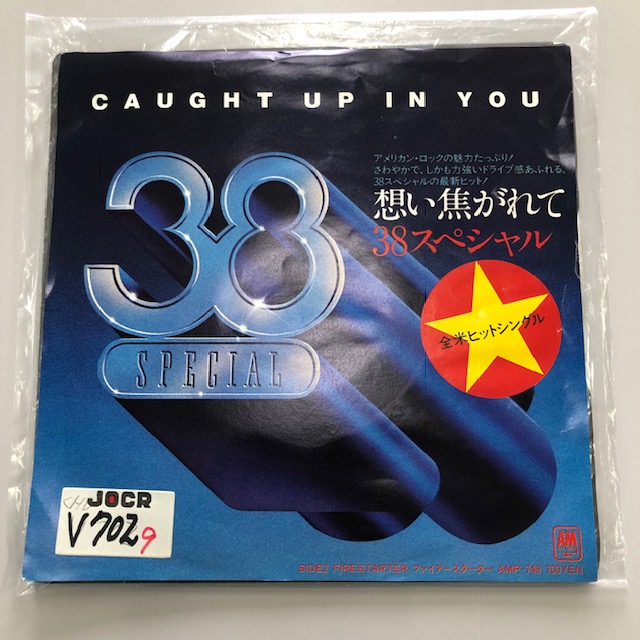 CAUGHT UP IN YOU
アメリカン・ロックの魅力たっぷり!
さわやかで、しかも力強いドライブ感あふれる、
38スペシャルの最新ヒット!
想い焦がれて
38スペシャル
38
SPECIAL
全米ヒットシングル
JOCR
V7029
AM
SIDE2 FIRESTARTER ファイアースターター AMP-749 700YEN